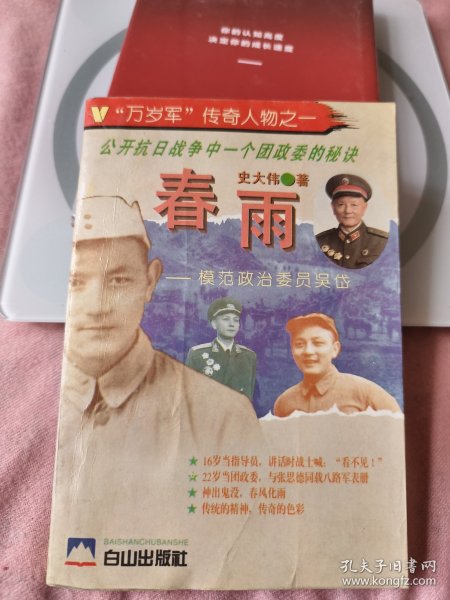 你的认知高度
决定你的成长速度
“万岁军”传奇人物之一
公开抗日战争中一个团政委的秘诀
史大伟●著
春雨
——模范政治委员吴岱
★ 16岁当指导员，讲话时战士喊：“看不见！”
☆ 22岁当团政委，与张思德同载八路军表册
★ 神出鬼没，春风化雨
★ 传统的精神，传奇的色彩
BAISHANCHUBANSHE
白山出版社
孔夫子旧书网
www.kongfz.com